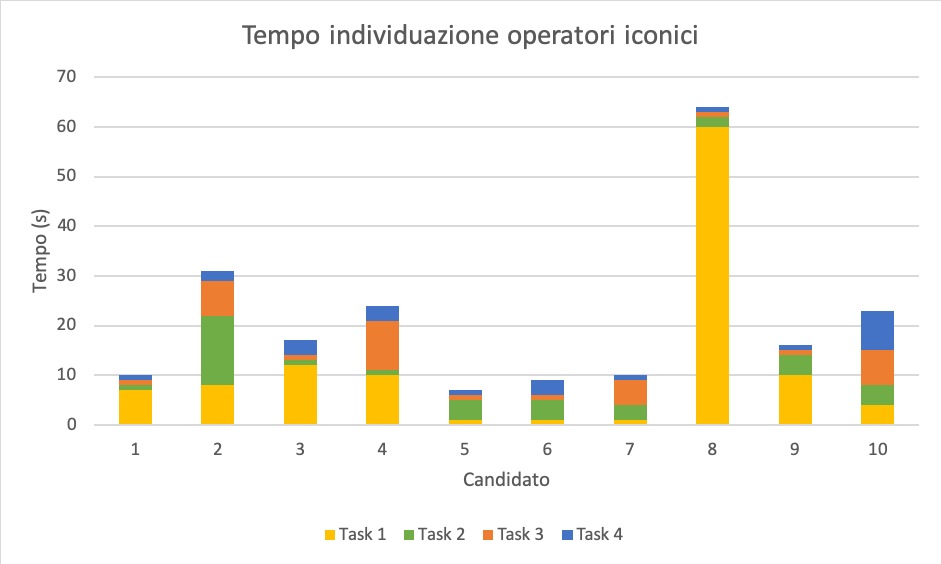 Tempo individuazione operatori iconici
70
60
50
40
30
20
10
0
Tempo (s)
1 2 3 4 5 6 7 8 9 10
Candidato
Task 1 Task 2 Task 3 Task 4